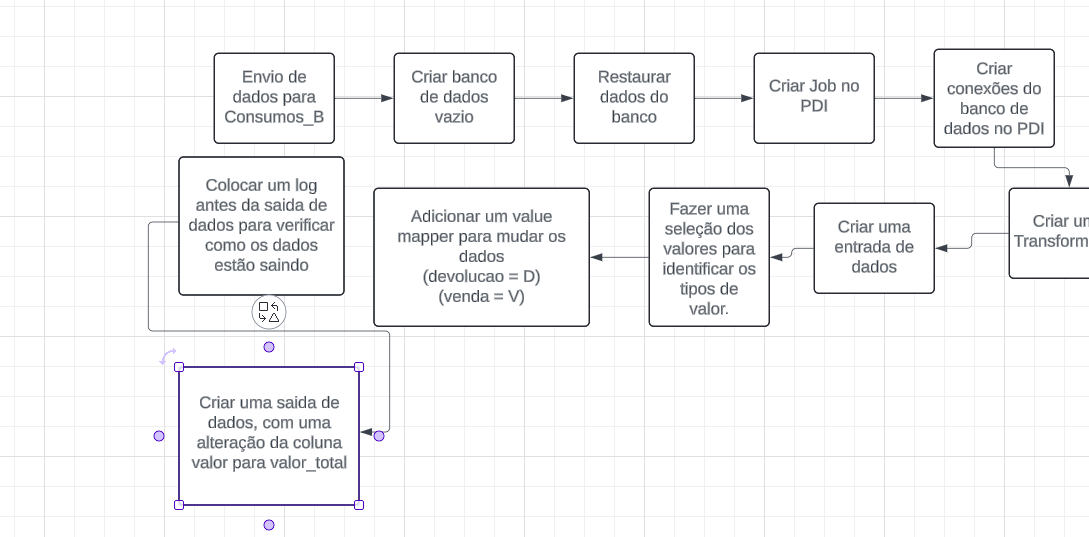 Envio de
dados para
Consumos_B
Criar banco
de dados
vazio
Restaurar
dados do
banco
Criar Job no
PDI
Criar
conexões do
banco de
dados no PDI
Colocar um log
antes da saida de
dados para verificar
como os dados
estão saindo
Adicionar um value
mapper para mudar os
dados
(devolucao = D)
(venda = V)
Fazer uma
seleção dos
valores para
identificar os
tipos de
valor.
Criar uma
entrada de
dados
Criar um
Transform
Criar uma saida de
dados, com uma
alteração da coluna
valor para valor_total